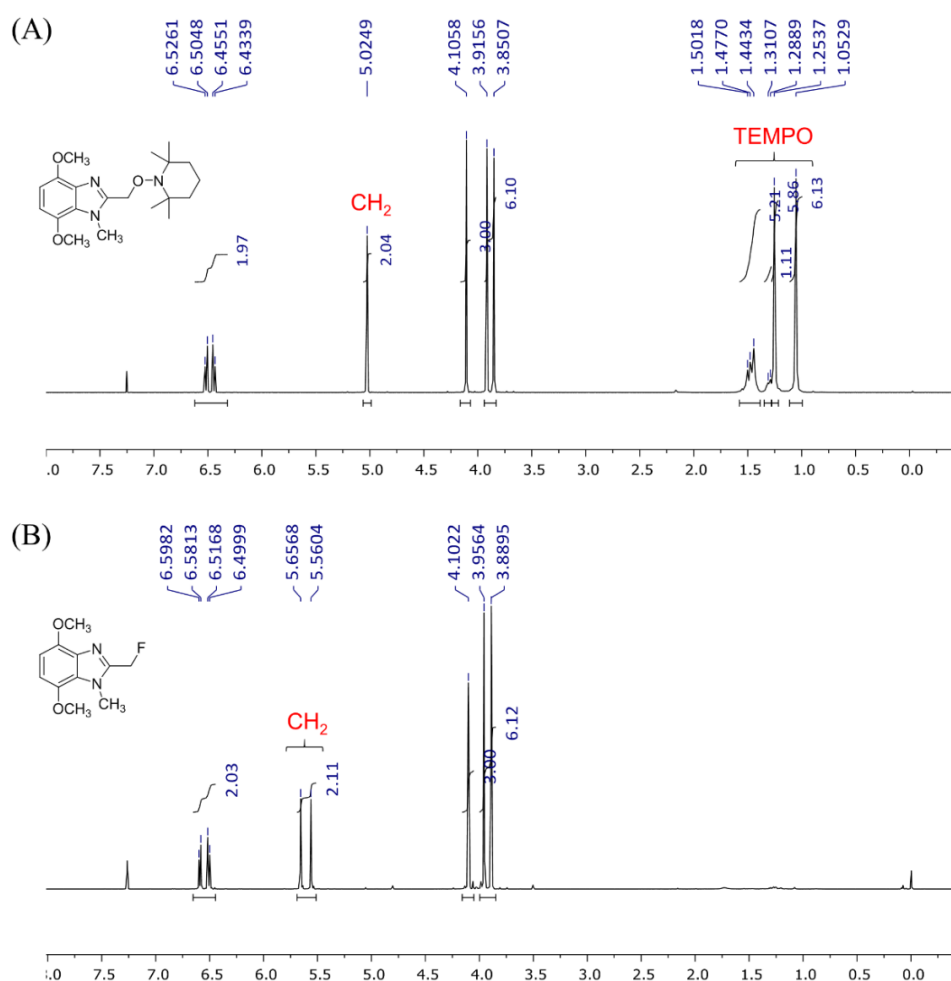 (A)
6.5261
6.5048
6.4551
6.4339
5.0249
4.1058
3.9156
3.8507
1.5018
1.4770
1.4434
1.3107
1.2889
1.2537
1.0529
OCH3
N
O
N
N
OCH3
CH3
CH2
TEMPO
1.97
2.04
3.00
6.10
5.21
1.11
5.86
6.13
8.0 7.5 7.0 6.5 6.0 5.5 5.0 4.5 4.0 3.5 3.0 2.5 2.0 1.5 1.0 0.5 0.0
(B)
6.5982
6.5813
6.5168
6.4999
5.6568
5.5604
4.1022
3.9564
3.8895
OCH3
N
F
N
OCH3
CH3
CH2
2.03
2.11
3.00
6.12
8.0 7.5 7.0 6.5 6.0 5.5 5.0 4.5 4.0 3.5 3.0 2.5 2.0 1.5 1.0 0.5 0.0